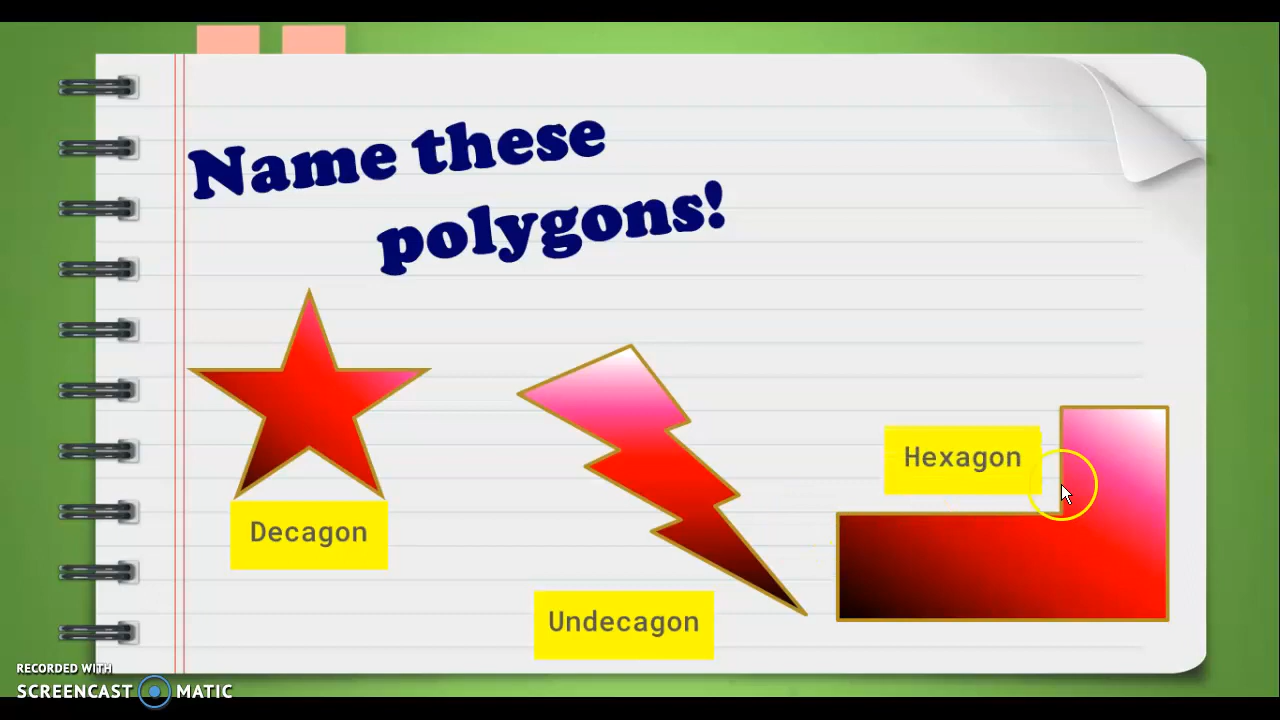 Name these
polygons!
Hexagon
Decagon
Undecagon
RECORDED WITH
SCREENCAST MATIC